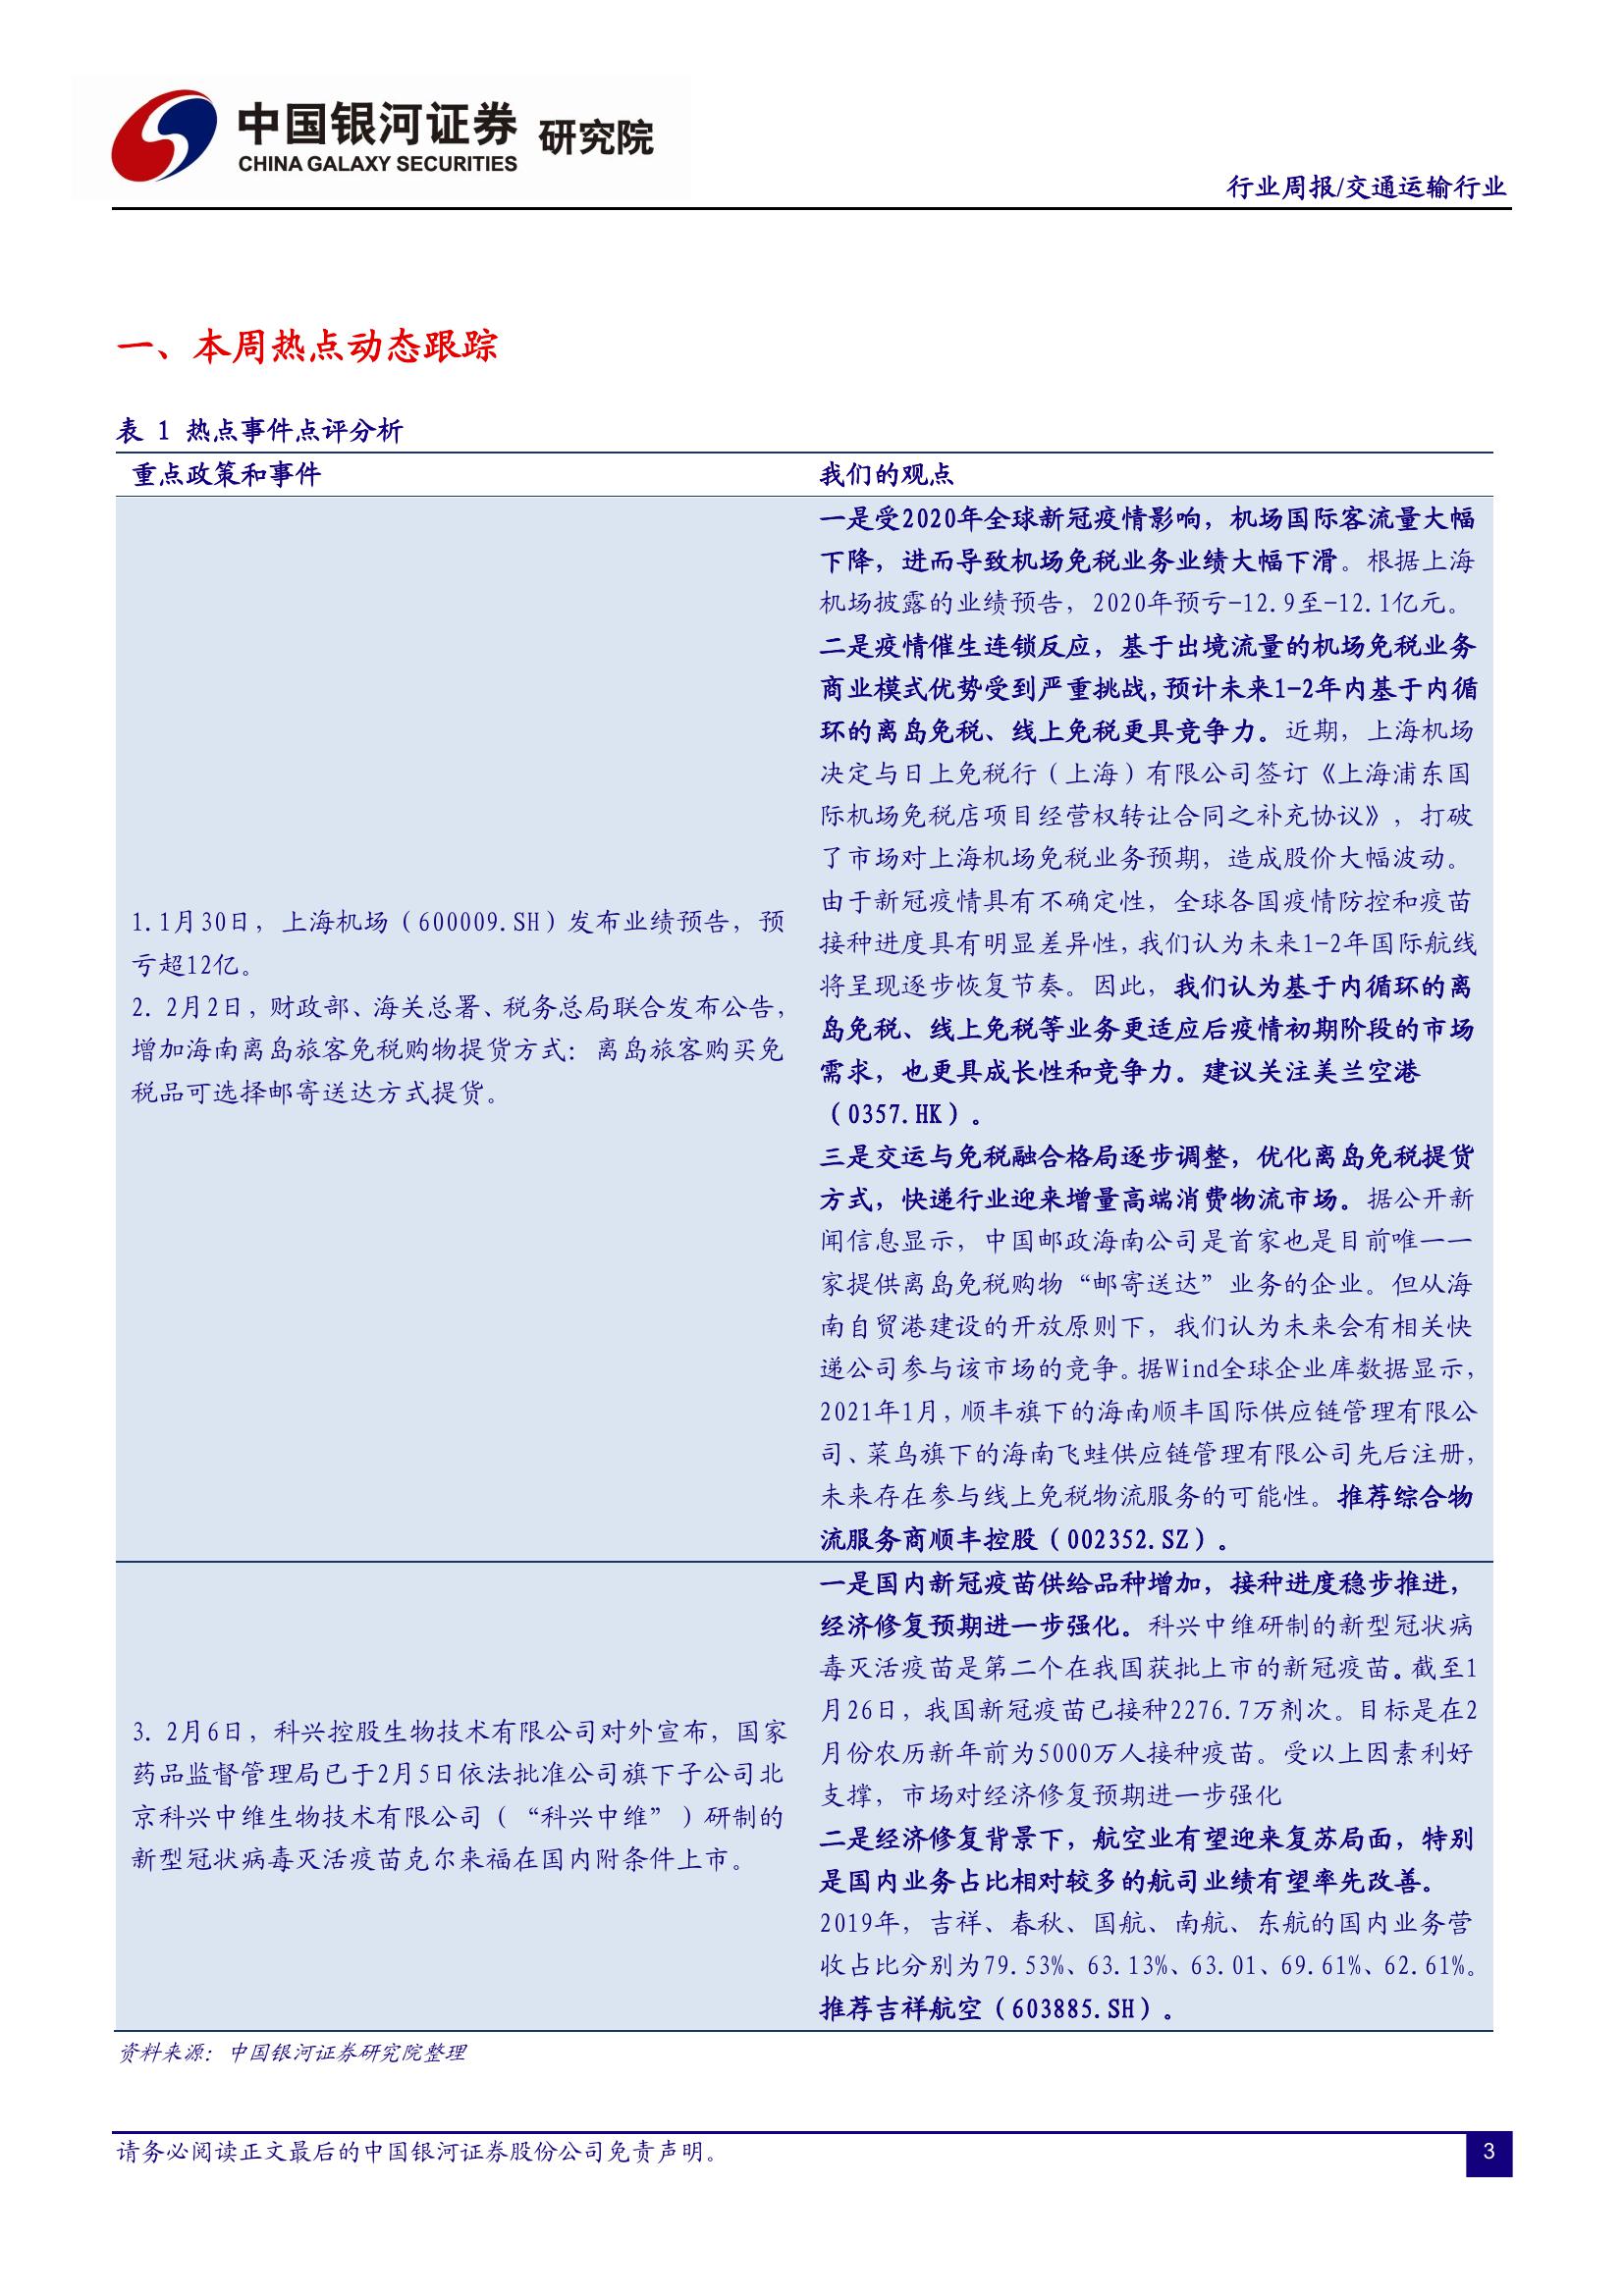 中国银河证券 研究院
CHINA GALAXY SECURITIES
行业周报/交通运输行业
一、本周热点动态跟踪
表 1 热点事件点评分析
重点政策和事件
我们的观点
1.1月30日，上海机场（600009.SH）发布业绩预告，预
亏超12亿。
2. 2月2日，财政部、海关总署、税务总局联合发布公告，
增加海南离岛旅客免税购物提货方式：离岛旅客购买免
税品可选择邮寄送达方式提货。
一是受2020年全球新冠疫情影响，机场国际客流量大幅
下降，进而导致机场免税业务业绩大幅下滑。根据上海
机场披露的业绩预告，2020年预亏-12.9至-12.1亿元。
二是疫情催生连锁反应，基于出境流量的机场免税业务
商业模式优势受到严重挑战，预计未来1-2年内基于内循
环的离岛免税、线上免税更具竞争力。近期，上海机场
决定与日上免税行（上海）有限公司签订《上海浦东国
际机场免税店项目经营权转让合同之补充协议》，打破
了市场对上海机场免税业务预期，造成股价大幅波动。
由于新冠疫情具有不确定性，全球各国疫情防控和疫苗
接种进度具有明显差异性，我们认为未来1-2年国际航线
将呈现逐步恢复节奏。因此，我们认为基于内循环的离
岛免税、线上免税等业务更适应后疫情初期阶段的市场
需求，也更具成长性和竞争力。建议关注美兰空港
（0357.HK）。
三是交运与免税融合格局逐步调整，优化离岛免税提货
方式，快递行业迎来增量高端消费物流市场。据公开新
闻信息显示，中国邮政海南公司是首家也是目前唯一一
家提供离岛免税购物“邮寄送达”业务的企业。但从海
南自贸港建设的开放原则下，我们认为未来会有相关快
递公司参与该市场的竞争。据Wind全球企业库数据显示，
2021年1月，顺丰旗下的海南顺丰国际供应链管理有限公
司、菜鸟旗下的海南飞蛙供应链管理有限公司先后注册，
未来存在参与线上免税物流服务的可能性。推荐综合物
流服务商顺丰控股（002352.SZ）。
3. 2月6日，科兴控股生物技术有限公司对外宣布，国家
药品监督管理局已于2月5日依法批准公司旗下子公司北
京科兴中维生物技术有限公司（“科兴中维”）研制的
新型冠状病毒灭活疫苗克尔来福在国内附条件上市。
一是国内新冠疫苗供给品种增加，接种进度稳步推进，
经济修复预期进一步强化。科兴中维研制的新型冠状病
毒灭活疫苗是第二个在我国获批上市的新冠疫苗。截至1
月26日，我国新冠疫苗已接种2276.7万剂次。目标是在2
月份农历新年前为5000万人接种疫苗。受以上因素利好
支撑，市场对经济修复预期进一步强化
二是经济修复背景下，航空业有望迎来复苏局面，特别
是国内业务占比相对较多的航司业绩有望率先改善。
2019年，吉祥、春秋、国航、南航、东航的国内业务营
收占比分别为79.53%、63.13%、63.01、69.61%、62.61%。
推荐吉祥航空（603885.SH）。
资料来源：中国银河证券研究院整理
请务必阅读正文最后的中国银河证券股份公司免责声明。
3